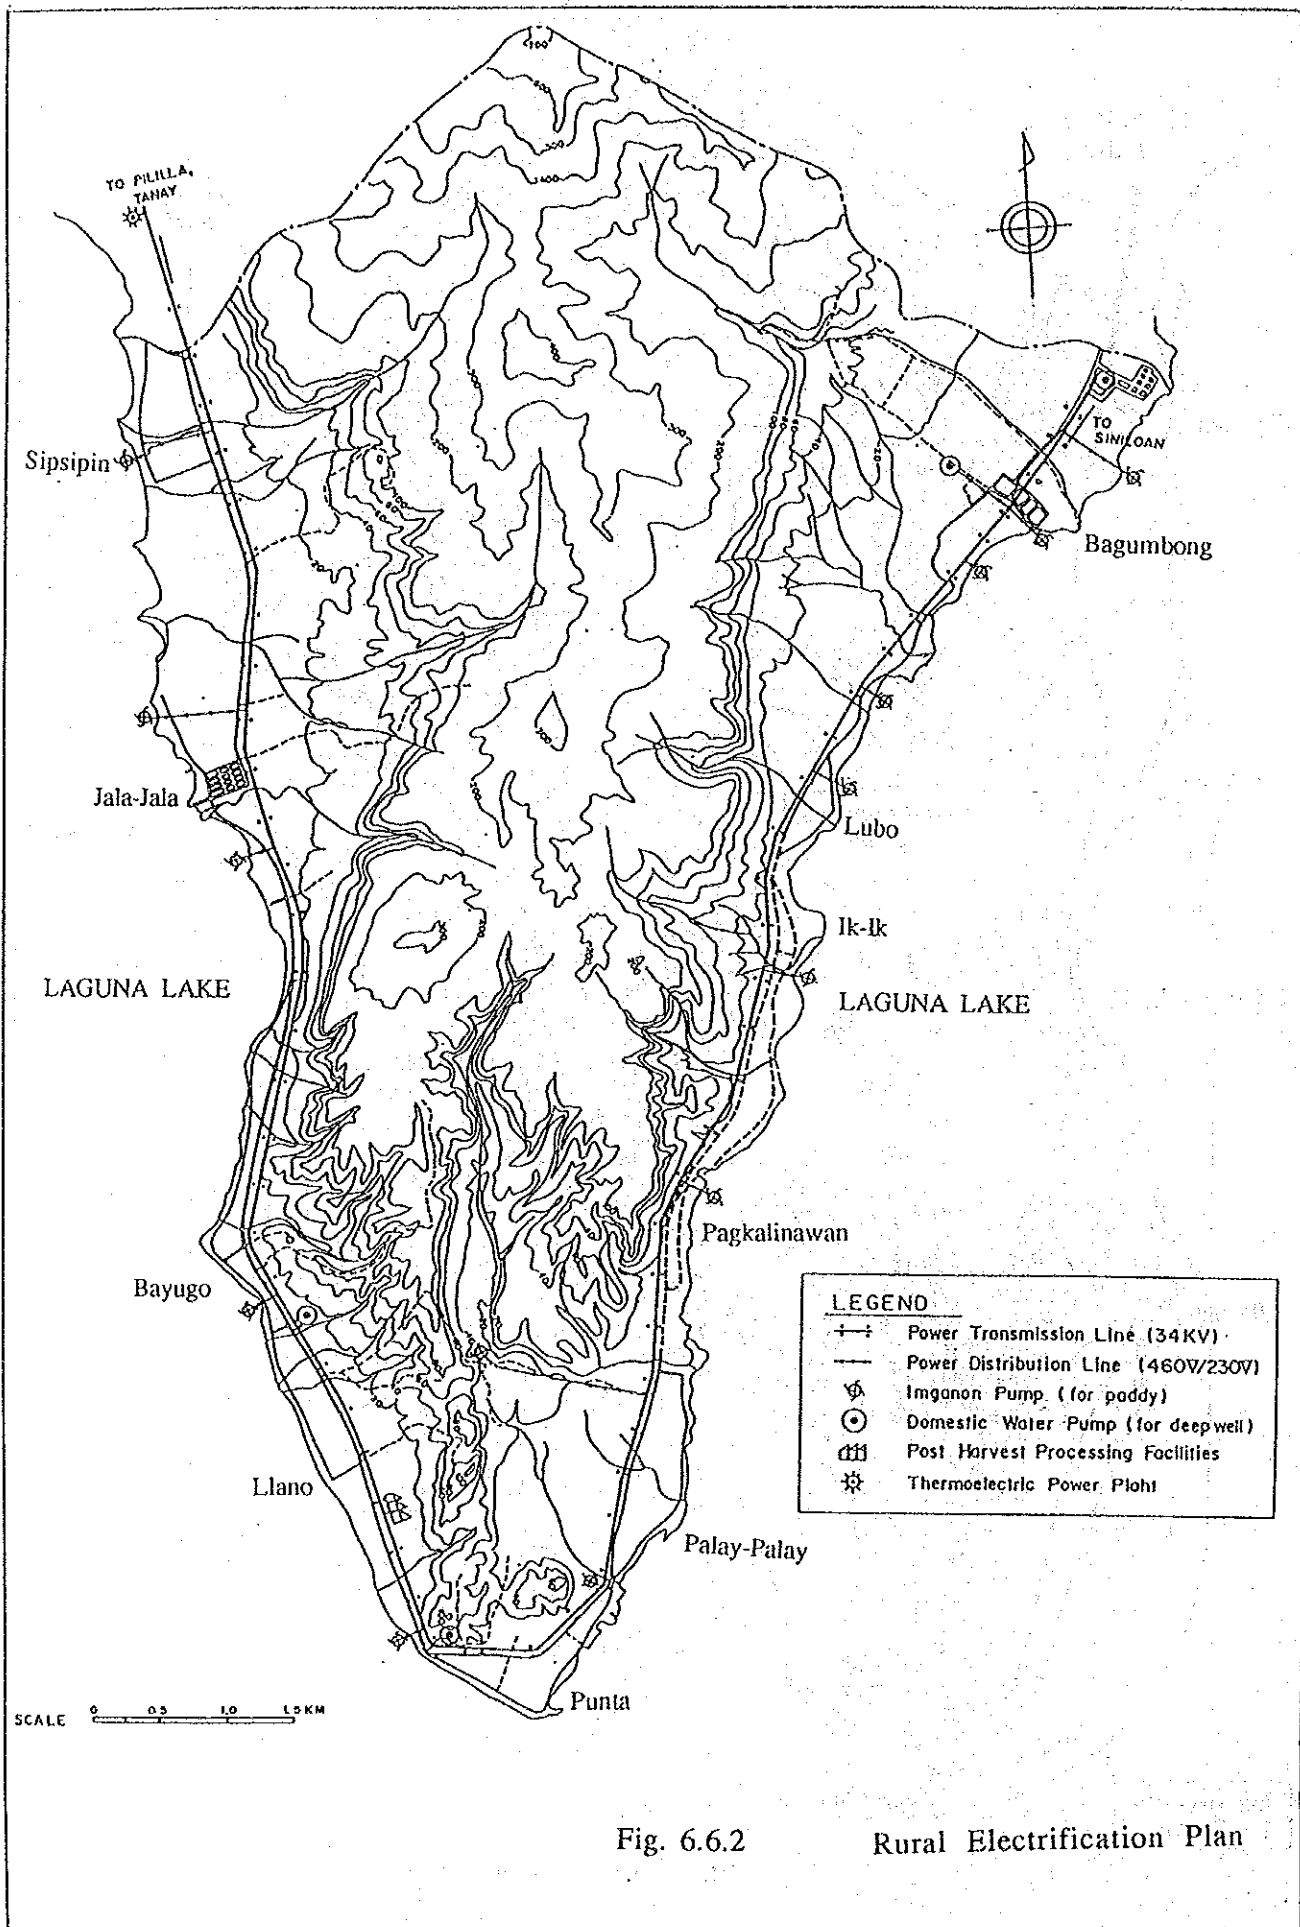 TO PILILLA,
TANAY
TO
SINILOAN
Sipsipin
Bagumbong
Jala-Jala
Lubo
Ik-Ik
LAGUNA LAKE
LAGUNA LAKE
Pagkalinawan
Bayugo
LEGEND
Power Transmission Line (34KV)
Power Distribution Line (460V/230V)
Imganon Pump (for paddy)
Domestic Water Pump (for deepwell)
Post Harvest Processing Facilities
Thermoelectric Power Plant
Llano
Palay-Palay
Punta
SCALE 0 0.5 1.0 1.5 KM
Fig. 6.6.2 Rural Electrification Plan